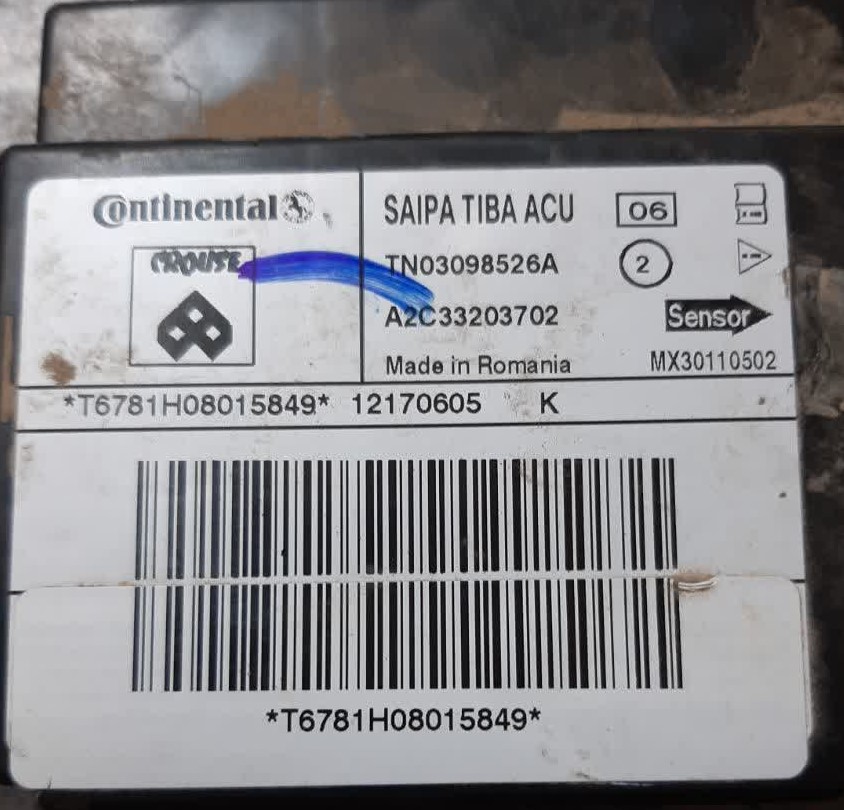 Continental
CROUSE
SAIPA TIBA ACU 06
TN03098526A 2
A2C33203702 Sensor
Made in Romania MX30110502
*T6781H08015849* 12170605 K
*T6781H08015849*